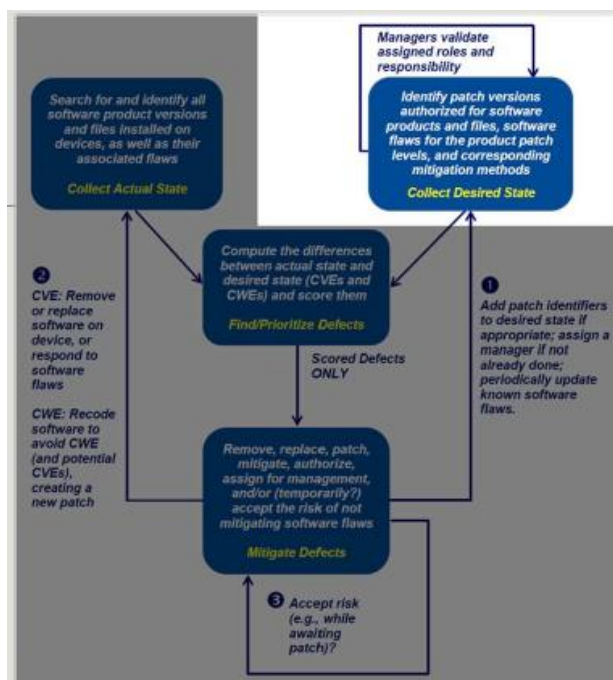 Managers validate
assigned roles and
responsibility
Search for and identify all
software product versions
and files installed on
devices, as well as their
associated flaws
Collect Actual State
Identify patch versions
authorized for software
products and files, software
flaws for the product patch
levels, and corresponding
mitigation methods
Collect Desired State
Compute the differences
between actual state and
desired state (CVEs and
CWEs) and score them
Find/Prioritize Defects
2
CVE: Remove
or replace
software on
device, or
respond to
software
flaws
CWE: Recode
software to
avoid CWE
(and potential
CVEs),
creating a
new patch
1
Add patch identifiers
to desired state if
appropriate; assign a
manager if not
already done;
periodically update
known software
flaws.
Scored Defects
ONLY
Remove, replace, patch,
mitigate, authorize,
assign for management,
and/or (temporarily?)
accept the risk of not
mitigating software flaws
Mitigate Defects
3 Accept risk
(e.g., while
awaiting
patch)?